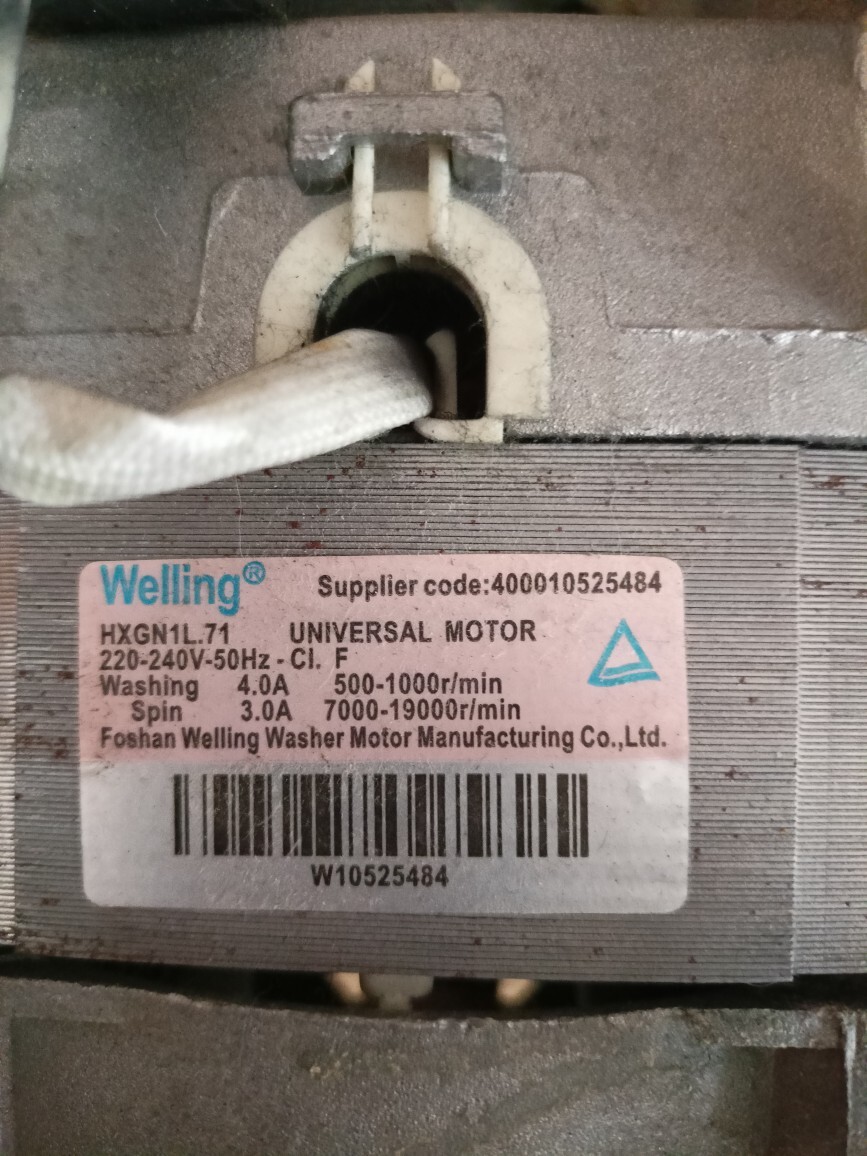 Welling® Supplier code:400010525484
HXGN1L.71 UNIVERSAL MOTOR
220-240V-50Hz - Cl. F
Washing 4.0A 500-1000r/min
Spin 3.0A 7000-19000r/min
Foshan Welling Washer Motor Manufacturing Co.,Ltd.
W10525484